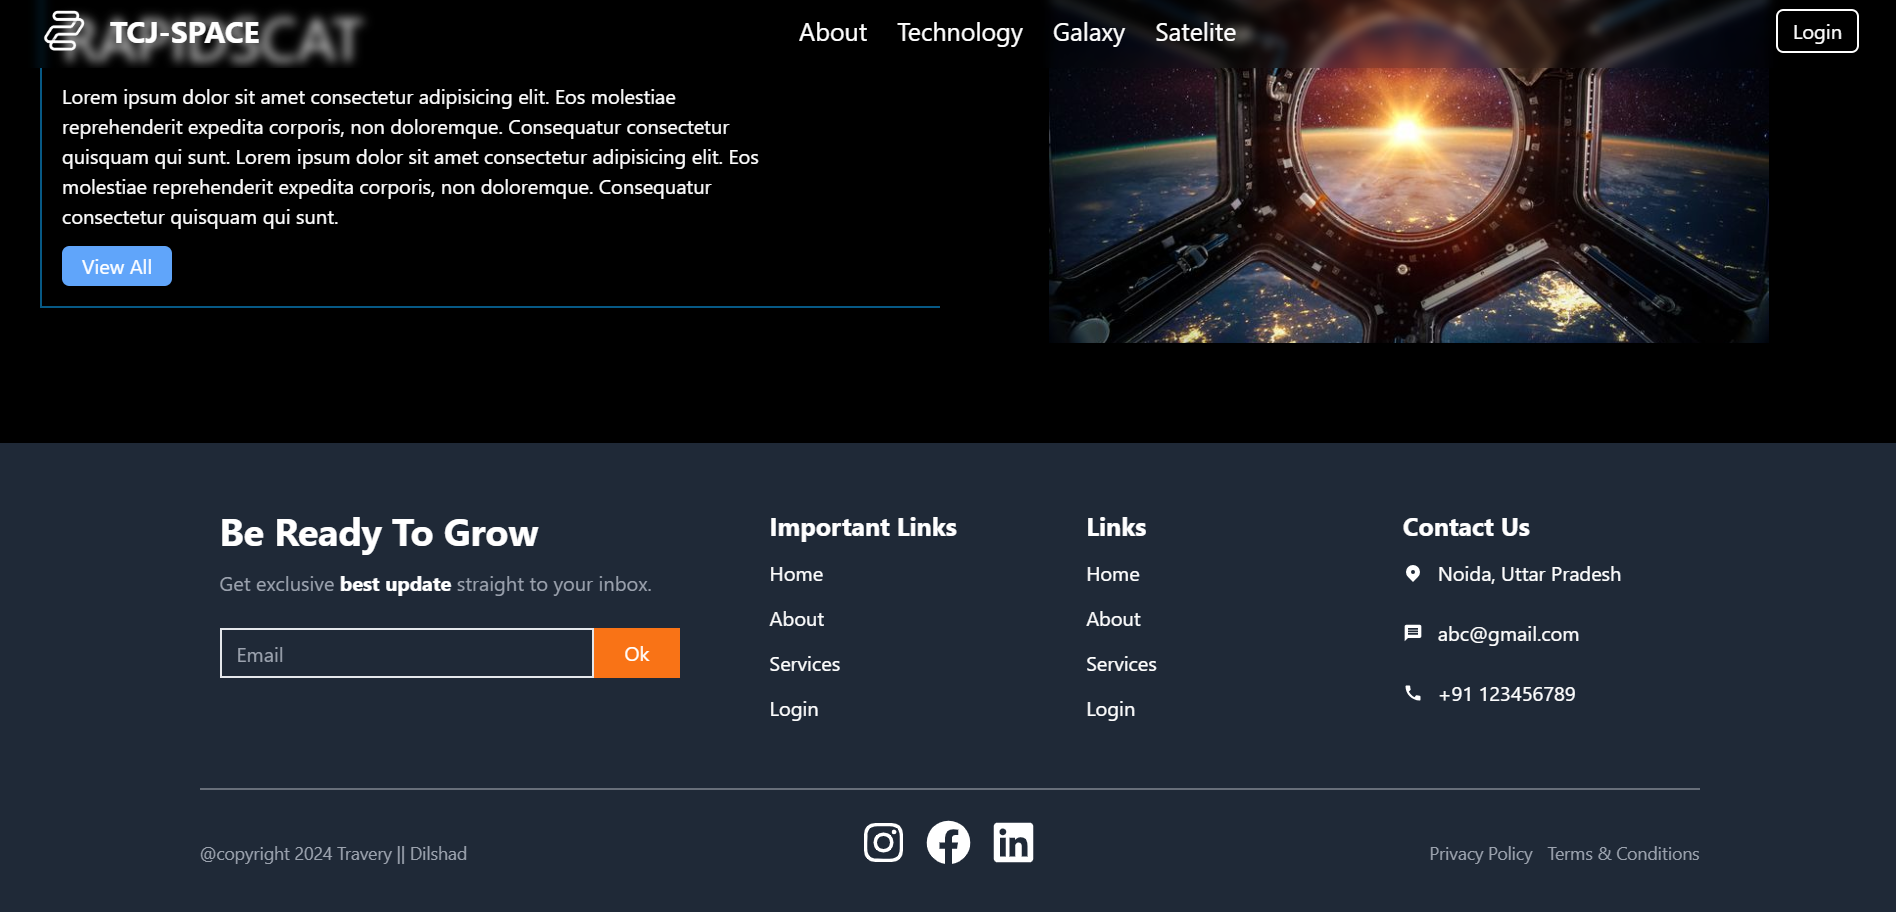 TCJ-SPACE
About
Technology
Galaxy
Satelite
Login
RAPIDSCAT
Lorem ipsum dolor sit amet consectetur adipisicing elit. Eos molestiae
reprehenderit expedita corporis, non doloremque. Consequatur consectetur
quisquam qui sunt. Lorem ipsum dolor sit amet consectetur adipisicing elit. Eos
molestiae reprehenderit expedita corporis, non doloremque. Consequatur
consectetur quisquam qui sunt.
View All
Be Ready To Grow
Get exclusive best update straight to your inbox.
Email
Ok
Important Links
Home
About
Services
Login
Links
Home
About
Services
Login
Contact Us
Noida, Uttar Pradesh
abc@gmail.com
+91 123456789
@copyright 2024 Travery || Dilshad
Privacy Policy
Terms & Conditions